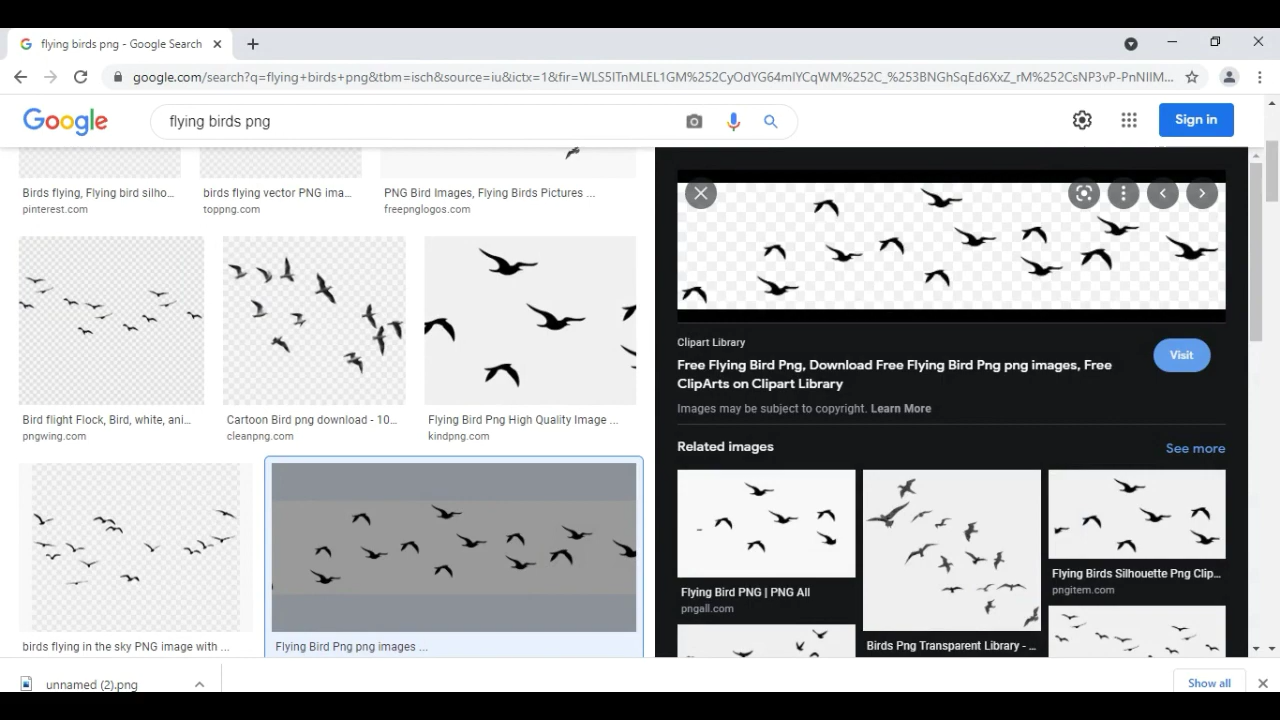 flying birds png - Google Search
google.com/search?q=flying+birds+png&tbm=isch&source=iu&ictx=1&fir=WLS5ITnMLEL1GM%252CyOdYG64mIYCqWM%252C_%253BNGhSqEd6XxZ_rM%252CsNP3vP-PnNIIM...
Google
flying birds png
Sign in
Birds flying, Flying bird silho...
pinterest.com
birds flying vector PNG ima...
toppng.com
PNG Bird Images, Flying Birds Pictures ...
freepnglogos.com
Bird flight Flock, Bird, white, ani...
pngwing.com
Cartoon Bird png download - 10...
cleanpng.com
Flying Bird Png High Quality Image ...
kindpng.com
birds flying in the sky PNG image with ...
Flying Bird Png png images ...
Clipart Library
Free Flying Bird Png, Download Free Flying Bird Png png images, Free
ClipArts on Clipart Library
Visit
Images may be subject to copyright. Learn More
Related images
See more
Flying Bird PNG | PNG All
pngall.com
Birds Png Transparent Library - ...
Flying Birds Silhouette Png Clip...
pngitem.com
unnamed (2).png
Show all